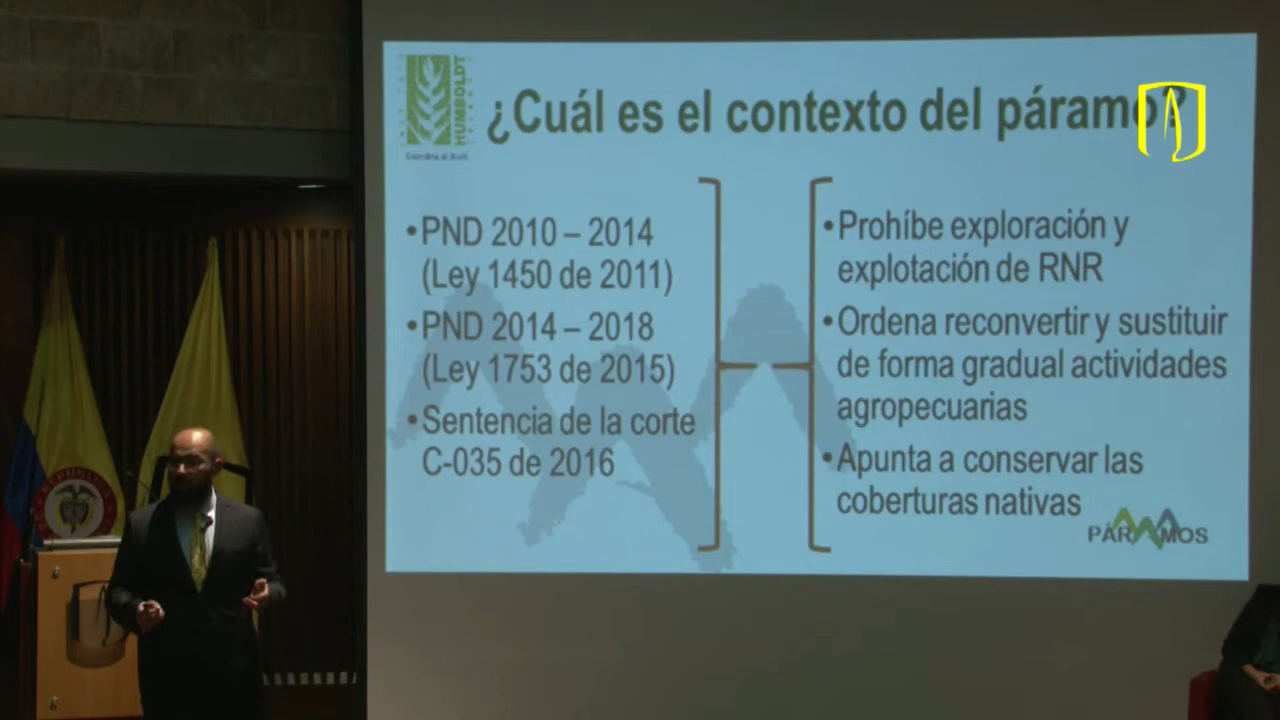 HUMBOLDT
¿Cuál es el contexto del páramo?
•PND 2010 – 2014
(Ley 1450 de 2011)
•PND 2014 – 2018
(Ley 1753 de 2015)
•Sentencia de la corte
C-035 de 2016
•Prohíbe exploración y
explotación de RNR
•Ordena reconvertir y sustituir
de forma gradual actividades
agropecuarias
•Apunta a conservar las
coberturas nativas
PÁRAMOS